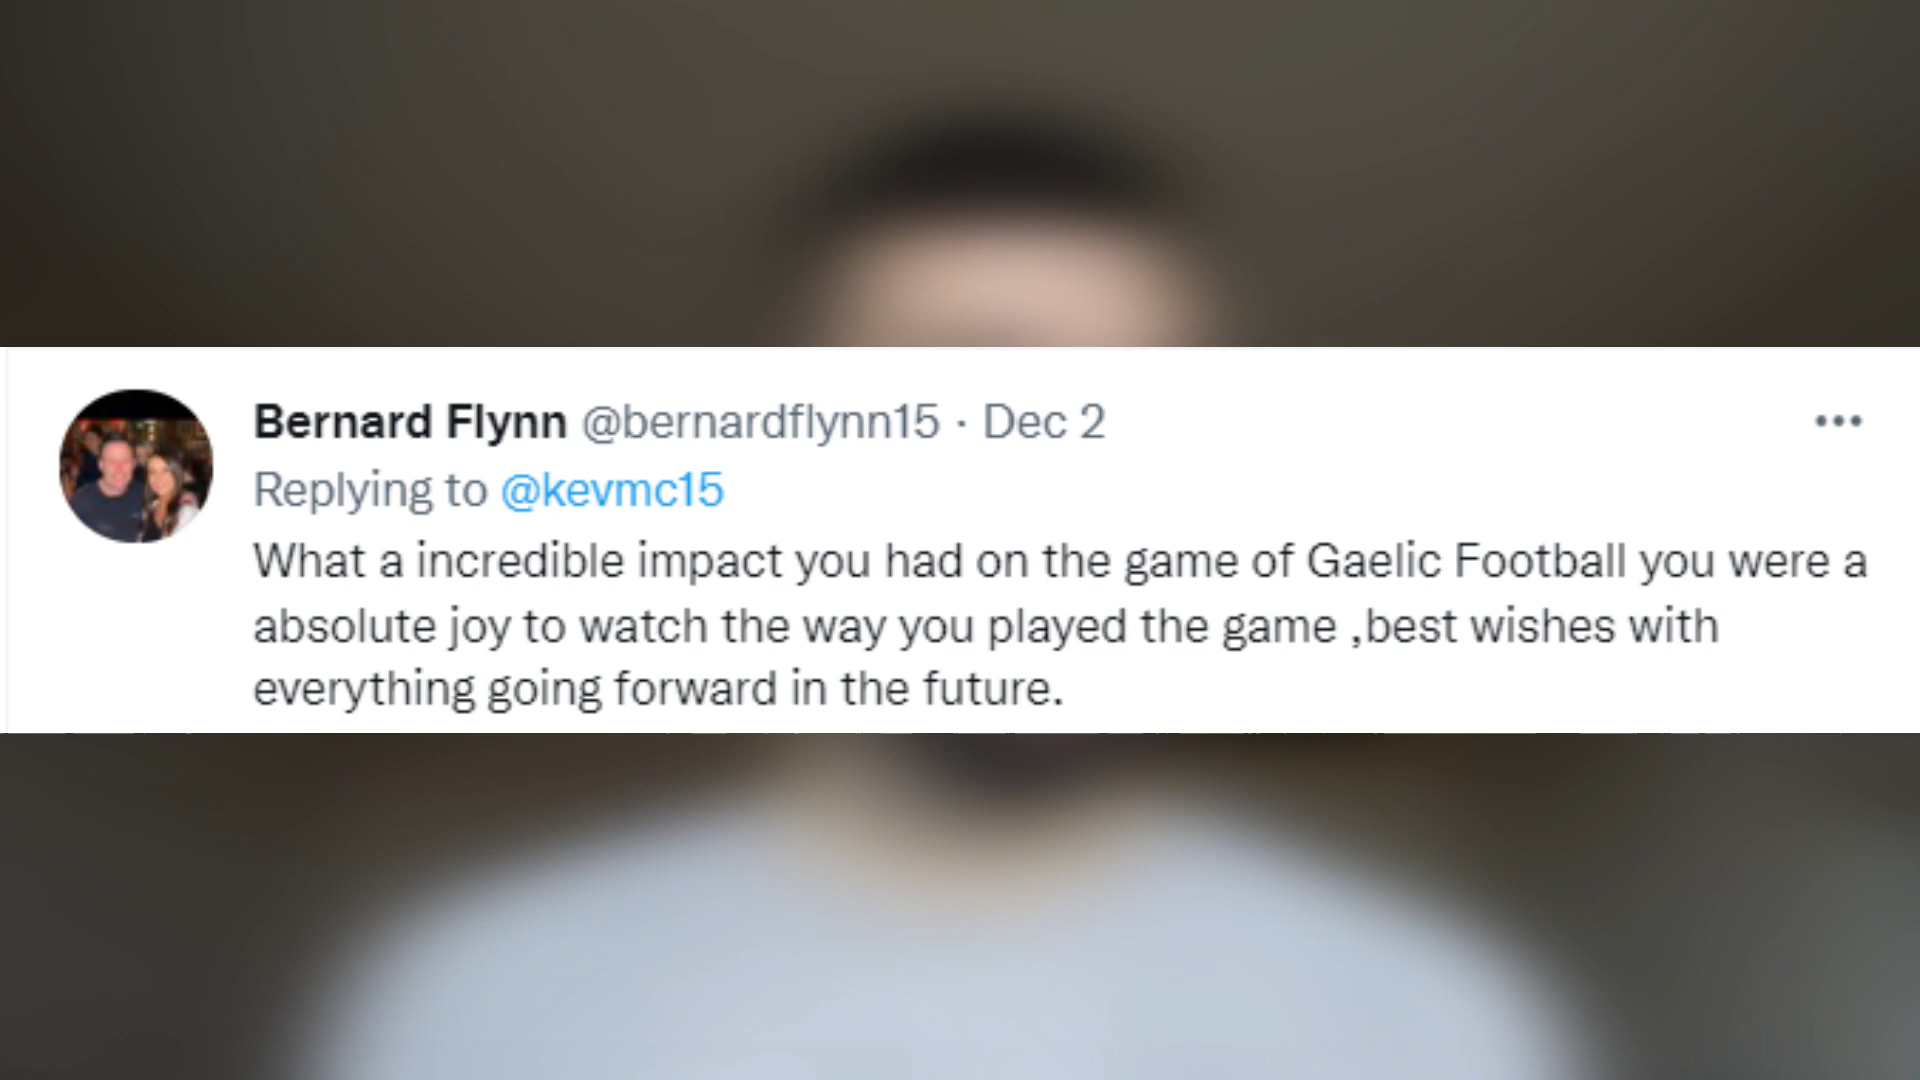 Bernard Flynn @bernardflynn15 · Dec 2
Replying to @kevmc15
What a incredible impact you had on the game of Gaelic Football you were a
absolute joy to watch the way you played the game ,best wishes with
everything going forward in the future.